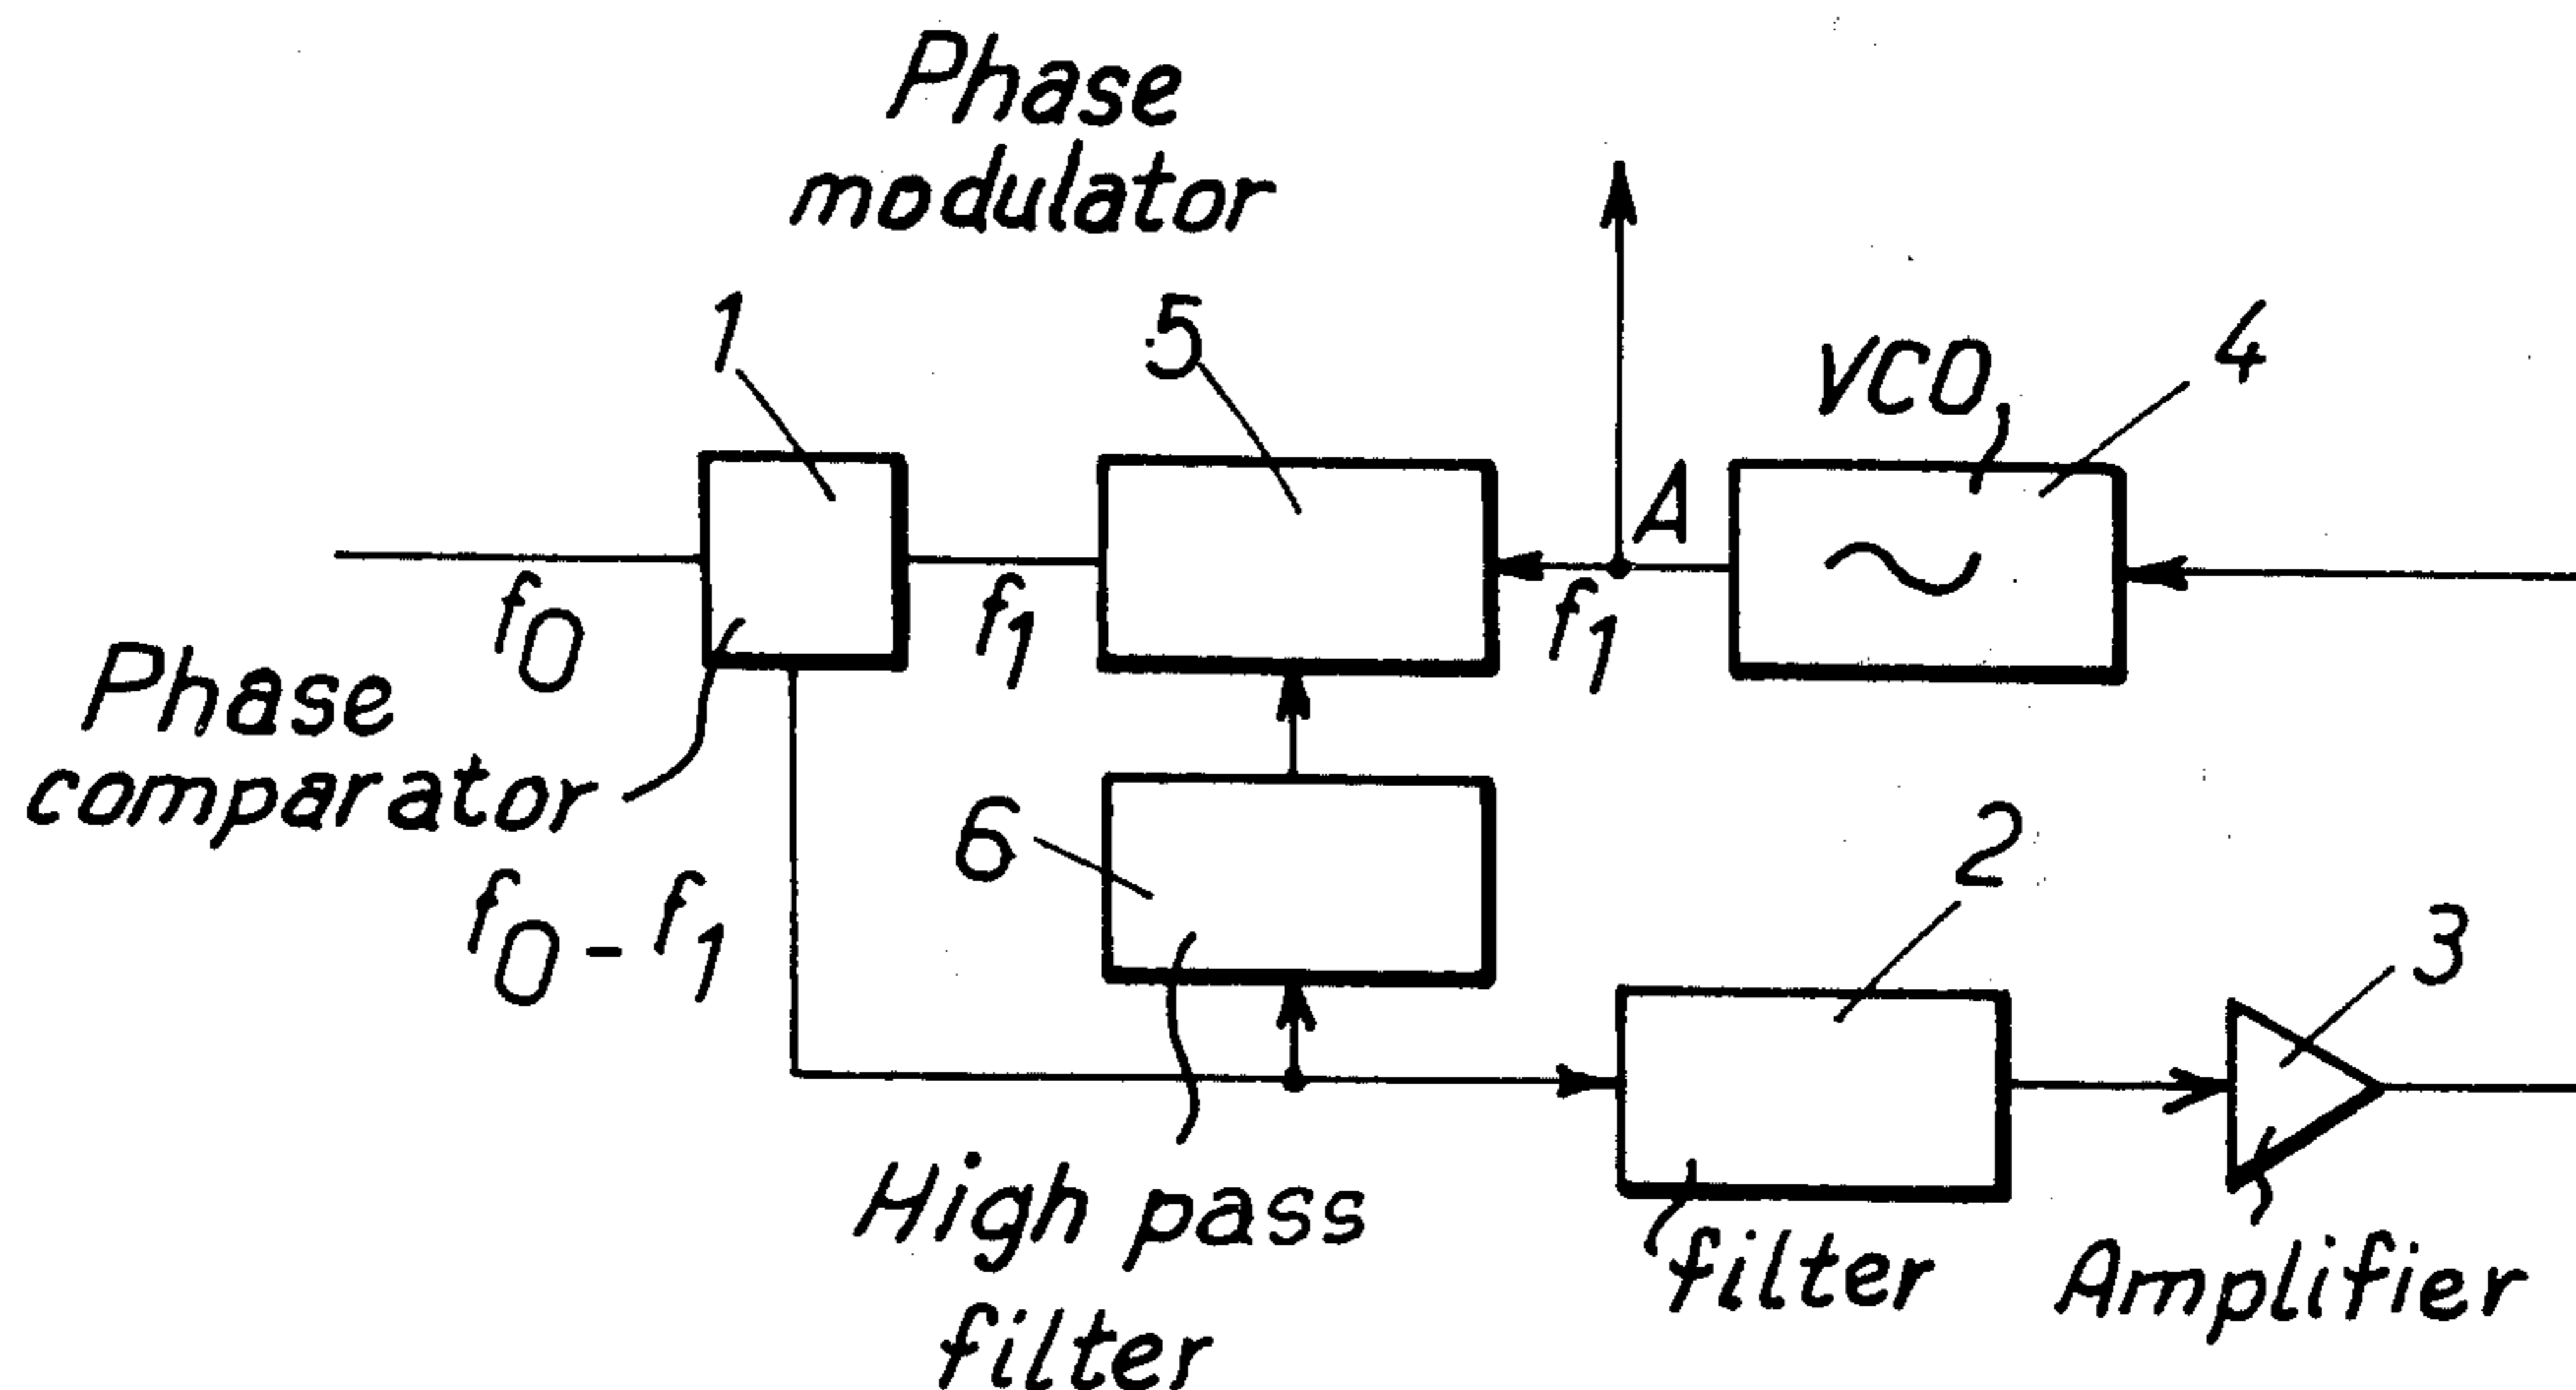 Phase
modulator
1
5
VCO
4
A
f0
f1
f1
Phase
comparator
6
2
f0 - f1
3
High pass
filter
filter
Amplifier